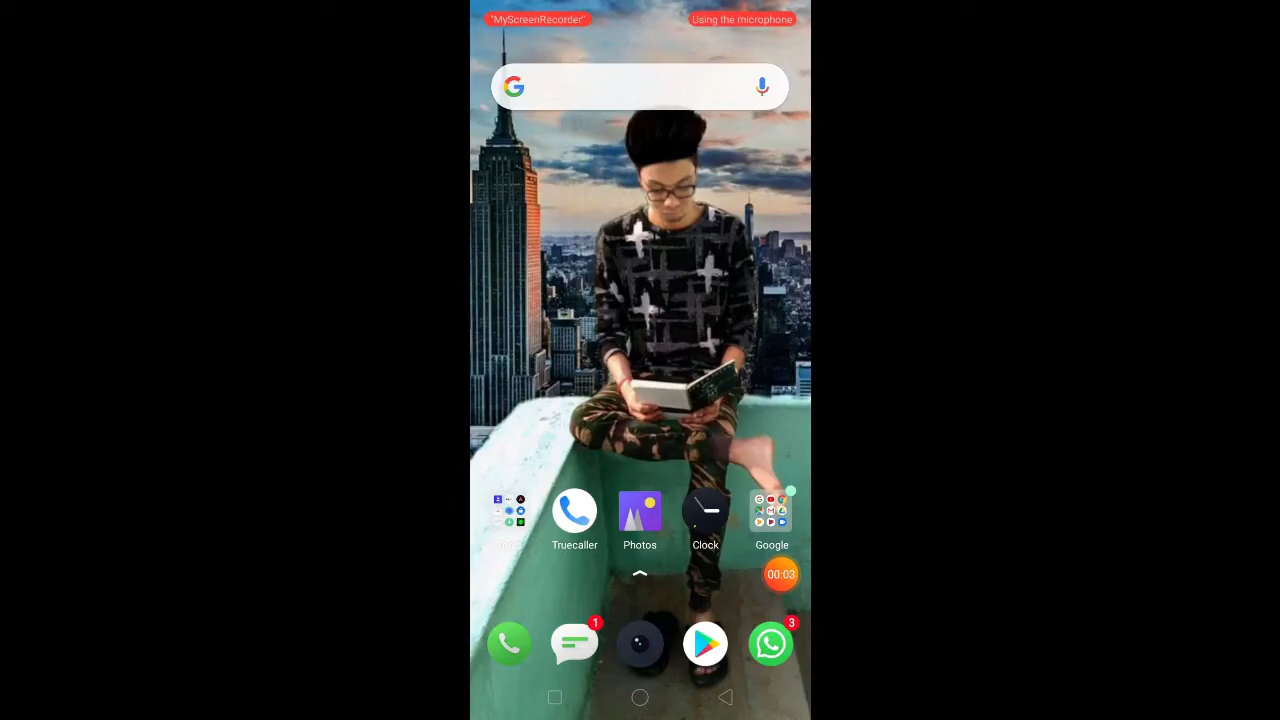 "MyScreenRecorder" Using the microphone
Truecaller Photos Clock Google
00:03
1 3